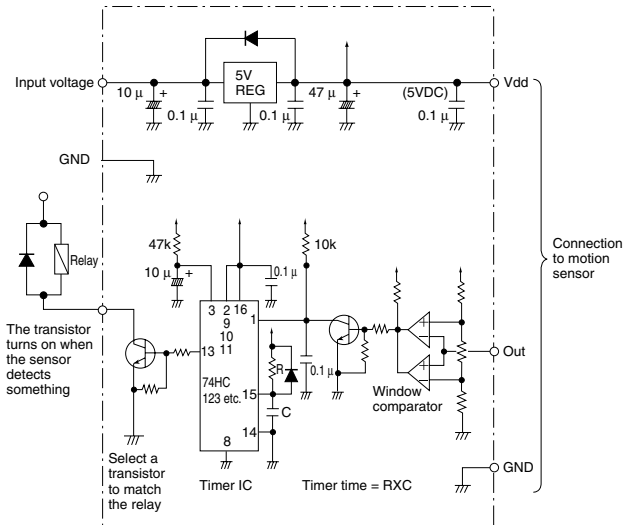 Input voltage
10 μ
+
0.1 μ
5V
REG
0.1 μ
47 μ
+
(5VDC)
0.1 μ
Vdd
GND
Relay
47k
10 μ
+
0.1 μ
10k
3 2 16
9
10
11
1
13
74HC
123 etc.
15
14
8
R
C
0.1 μ
+
−
+
−
Window
comparator
Out
GND
Connection
to motion
sensor
The transistor
turns on when
the sensor
detects
something
Select a
transistor
to match
the relay
Timer IC
Timer time = RXC